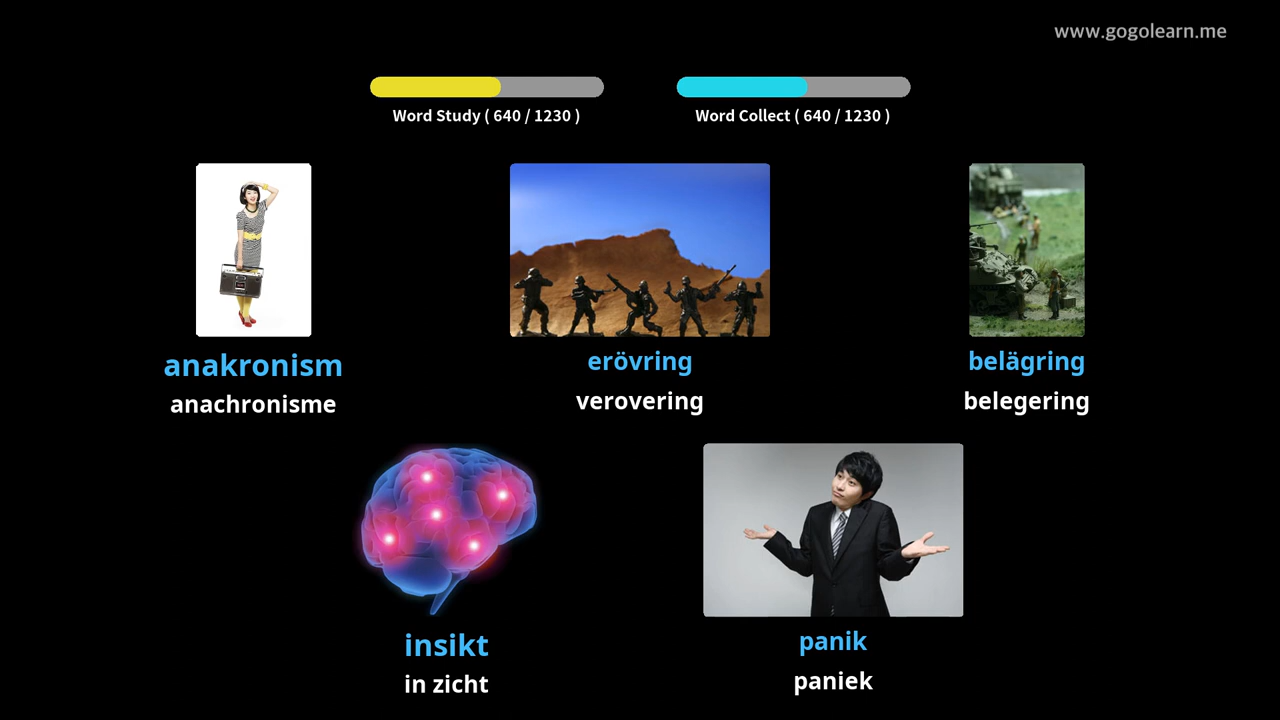 www.gogolearn.me
Word Study ( 640 / 1230 )
Word Collect ( 640 / 1230 )
anakronism
anachronisme
erövring
verovering
belägring
belegering
insikt
in zicht
panik
paniek